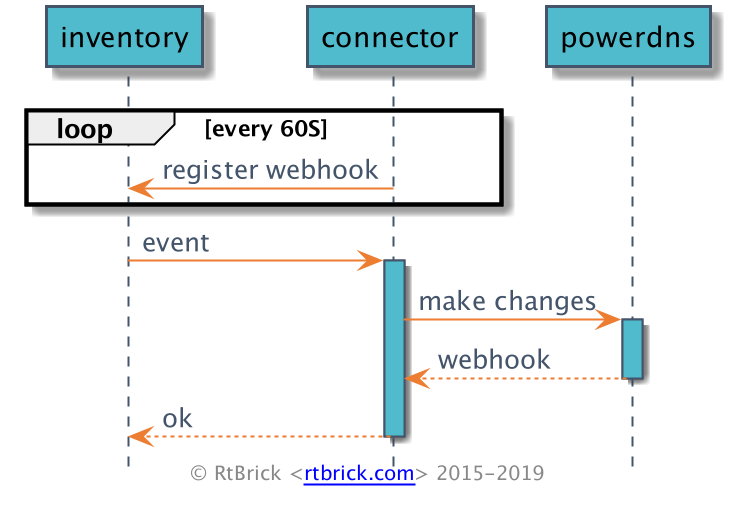 inventory connector powerdns
loop [every 60S]
register webhook
event
make changes
webhook
ok
© RtBrick <rtbrick.com> 2015-2019